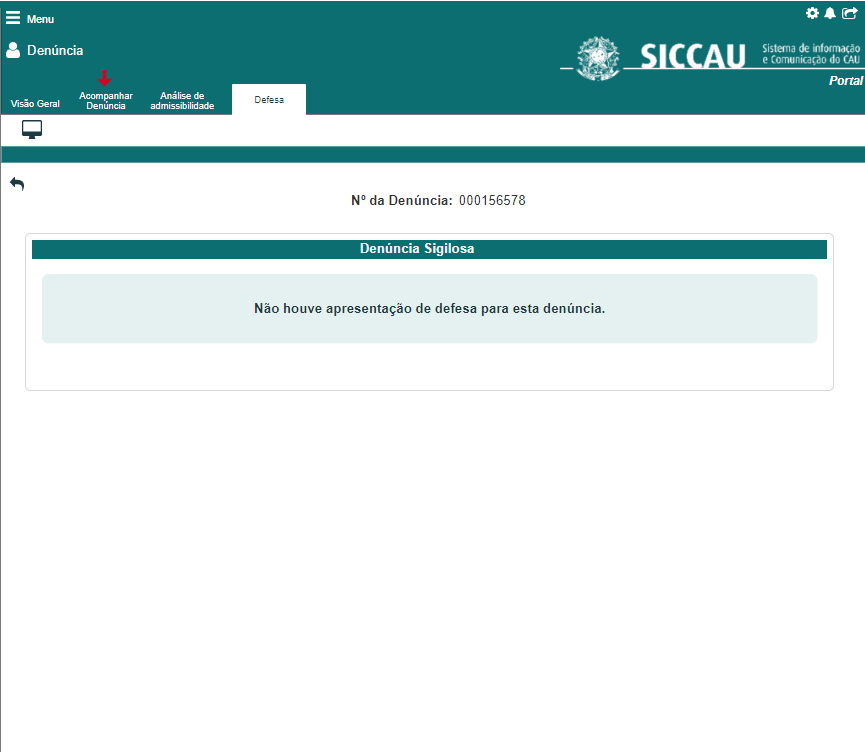 Menu
Denúncia
SICCAU
Sistema de informação
e Comunicação do CAU
Portal
Visão Geral
Acompanhar
Denúncia
Análise de
admissibilidade
Defesa
Nº da Denúncia: 000156578
Denúncia Sigilosa
Não houve apresentação de defesa para esta denúncia.